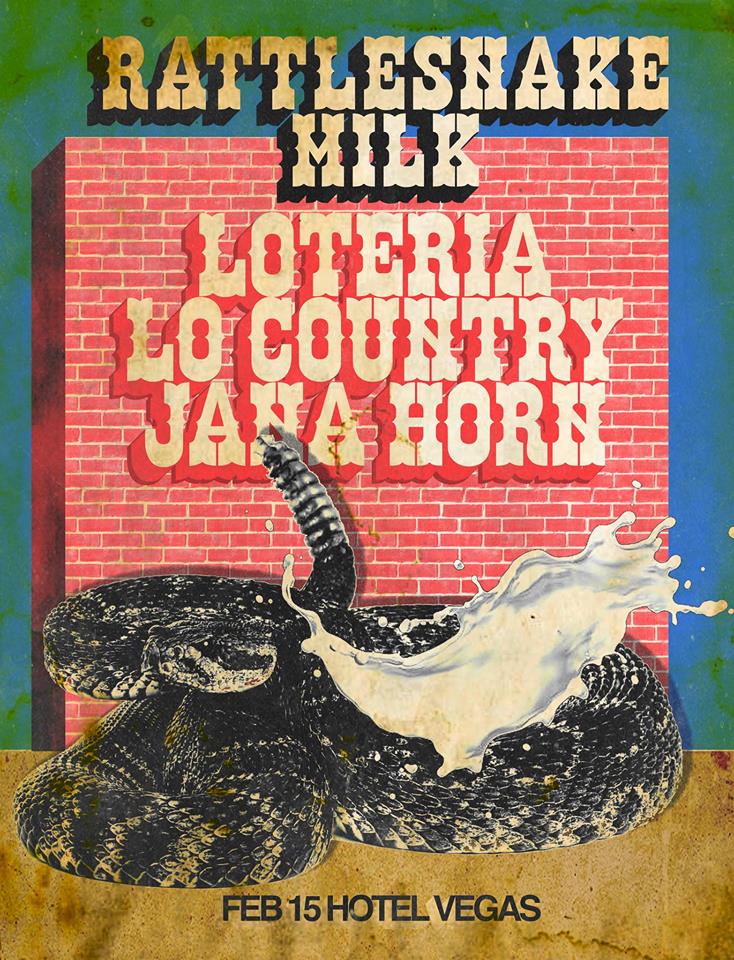 RATTLESNAKE
MILK
LOTERIA
LO COUNTRY
JANA HORN
FEB 15 HOTEL VEGAS